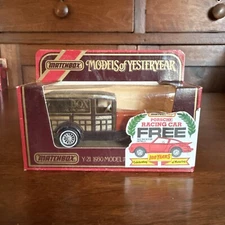 MATCHBOX
MODELS OF YESTERYEAR
PORSCHE
RACING CAR
FREE
MATCHBOX
Y-21 1930 MODEL